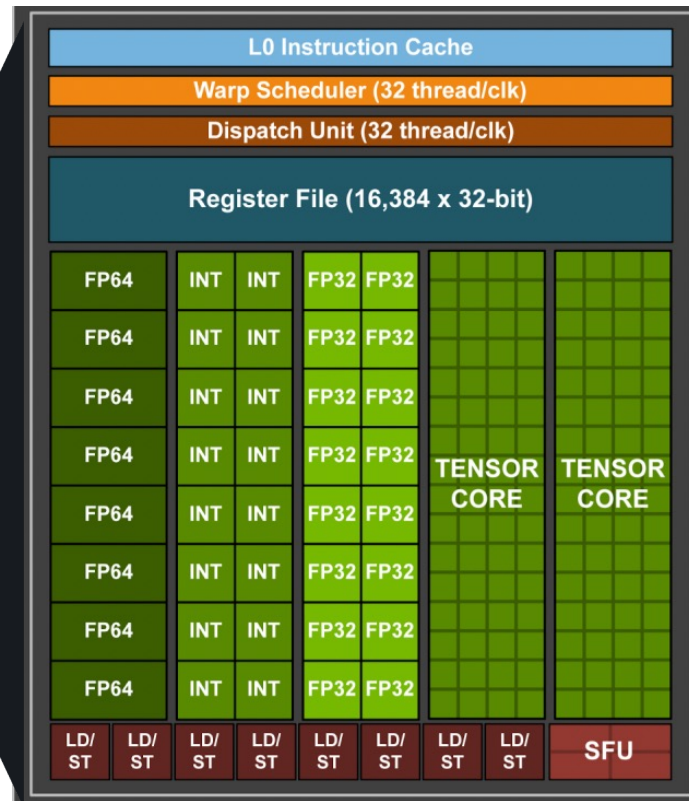 L0 Instruction Cache
Warp Scheduler (32 thread/clk)
Dispatch Unit (32 thread/clk)
Register File (16,384 x 32-bit)
FP64 INT INT FP32 FP32
FP64 INT INT FP32 FP32
FP64 INT INT FP32 FP32
FP64 INT INT FP32 FP32
TENSOR TENSOR
CORE CORE
FP64 INT INT FP32 FP32
FP64 INT INT FP32 FP32
FP64 INT INT FP32 FP32
FP64 INT INT FP32 FP32
LD/ LD/ LD/ LD/ LD/ LD/ LD/ LD/
ST ST ST ST ST ST ST ST
SFU